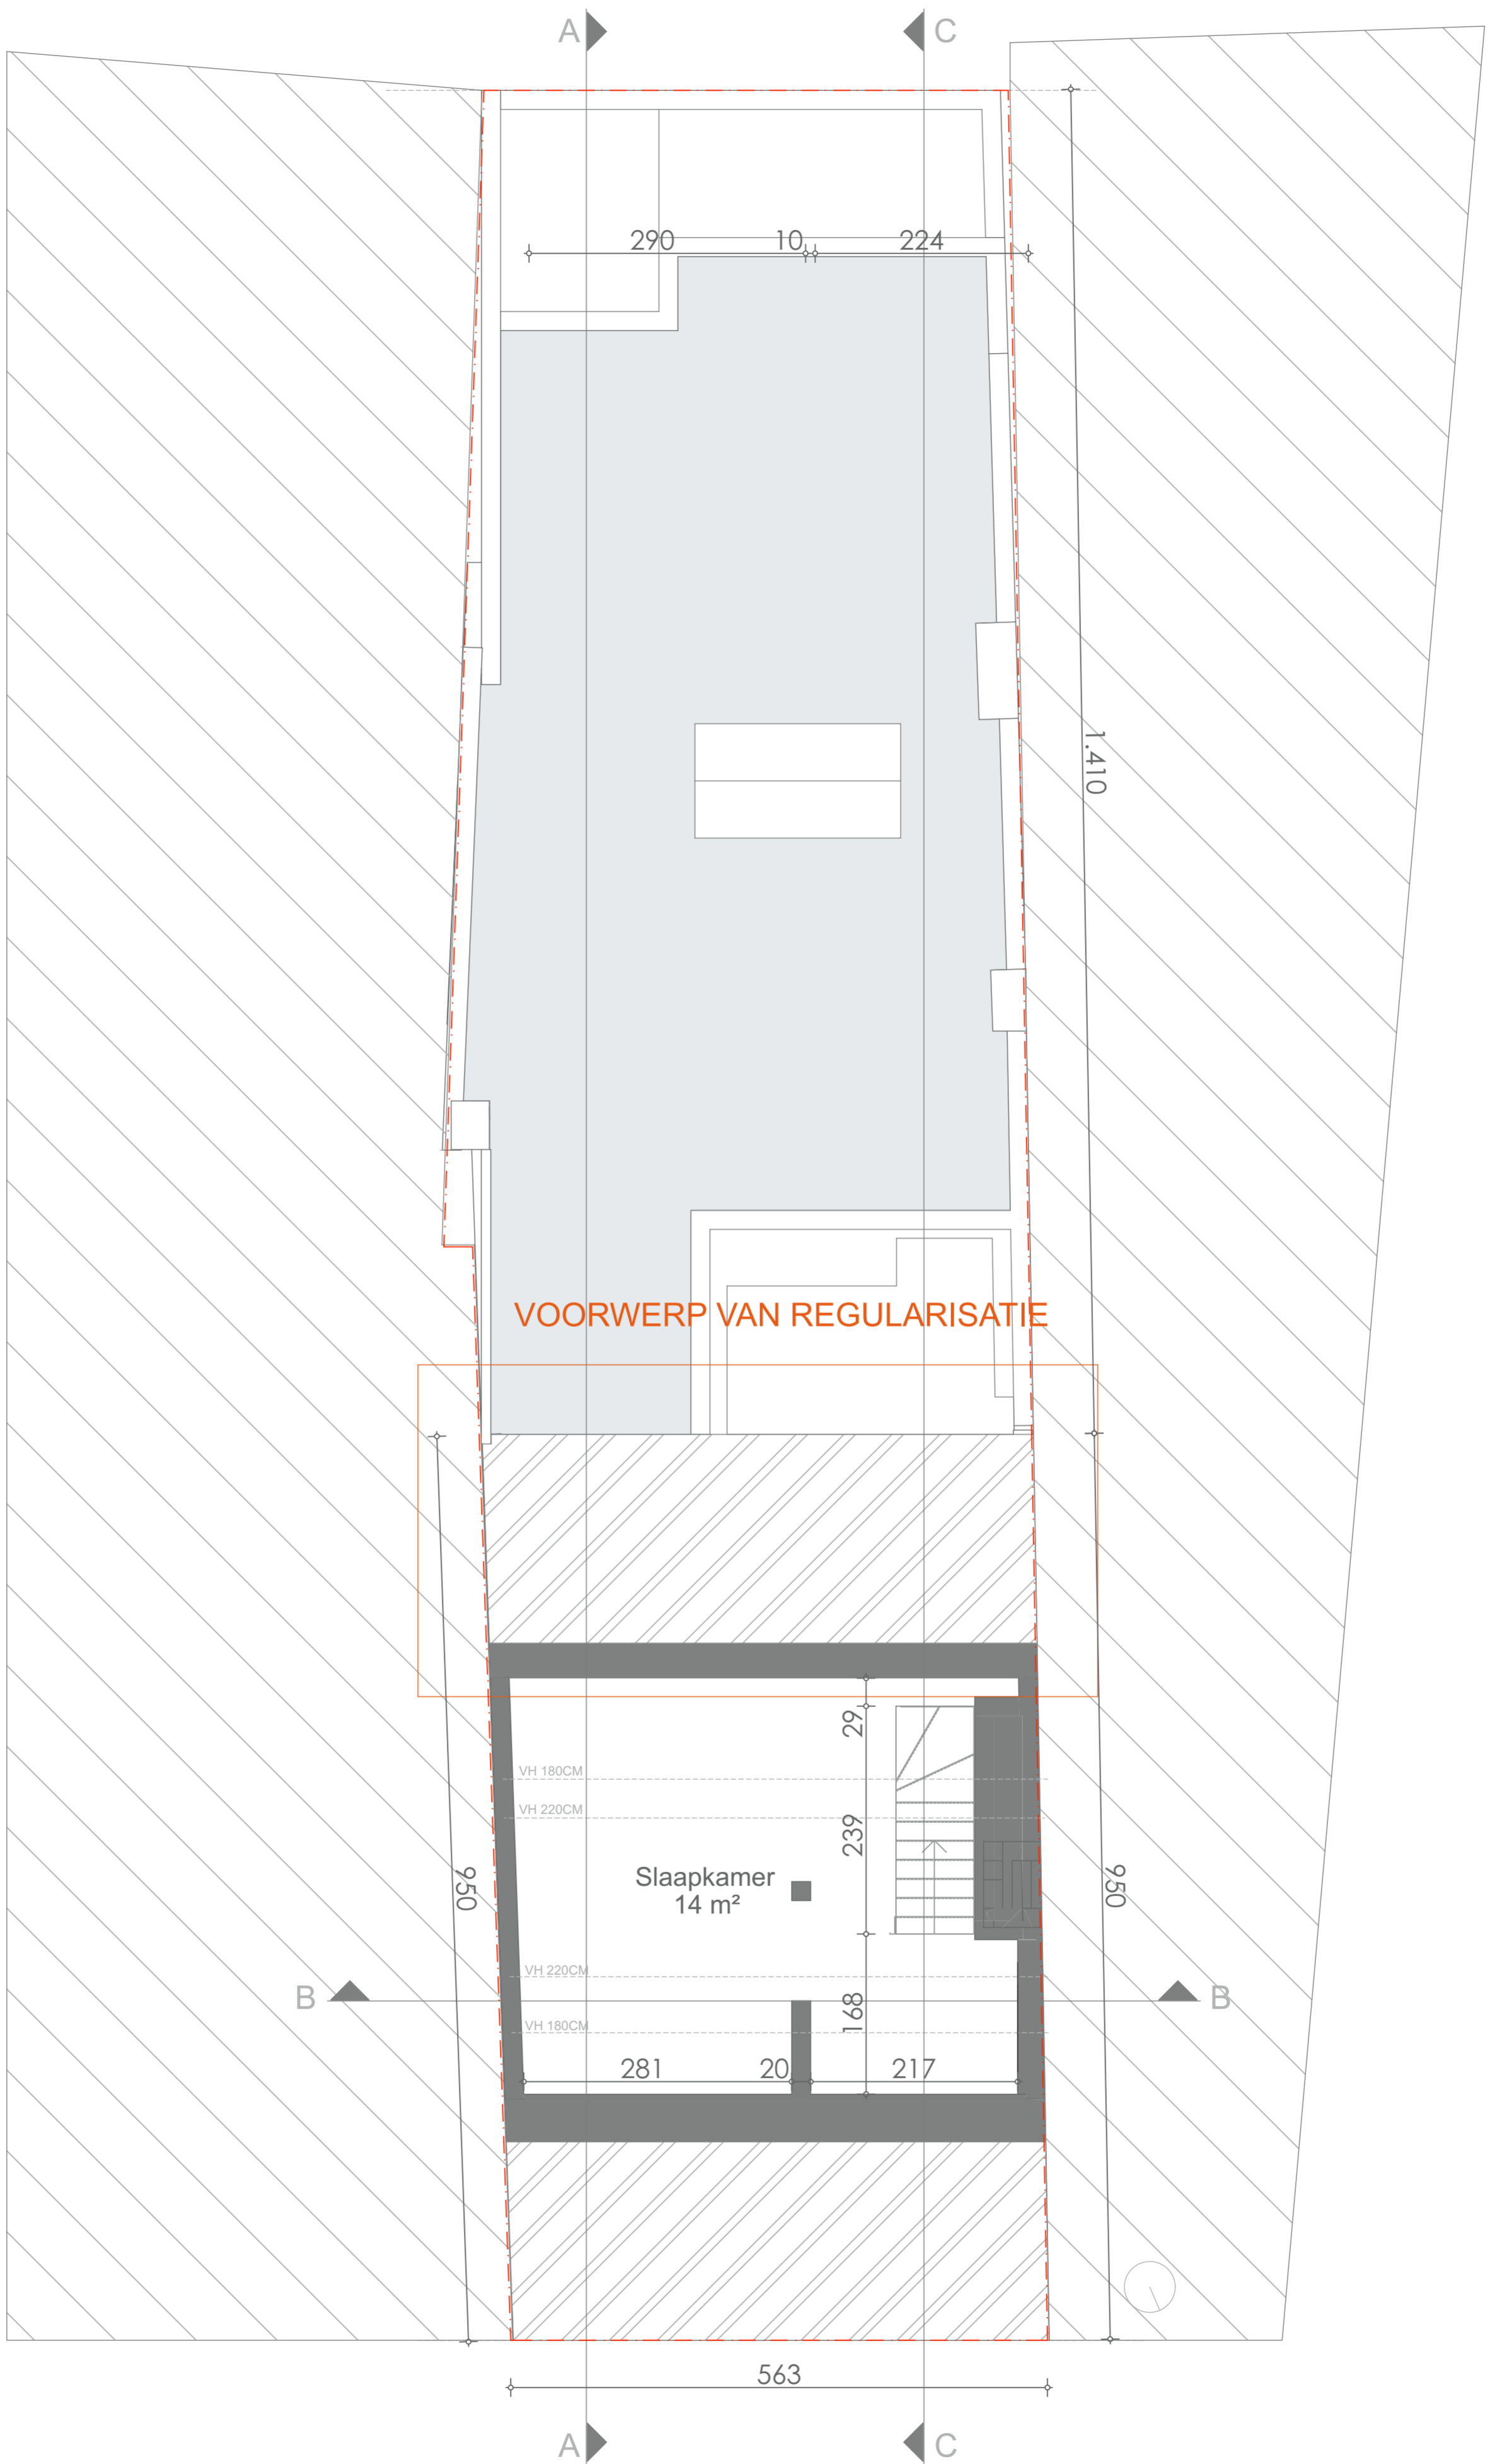 A
C
290
10
224
1.410
VOORWERP VAN REGULARISATIE
29
VH 180CM
VH 220CM
239
Slaapkamer
14 m²
950
950
VH 220CM
B
B
168
VH 180CM
281
20
217
563
A
C